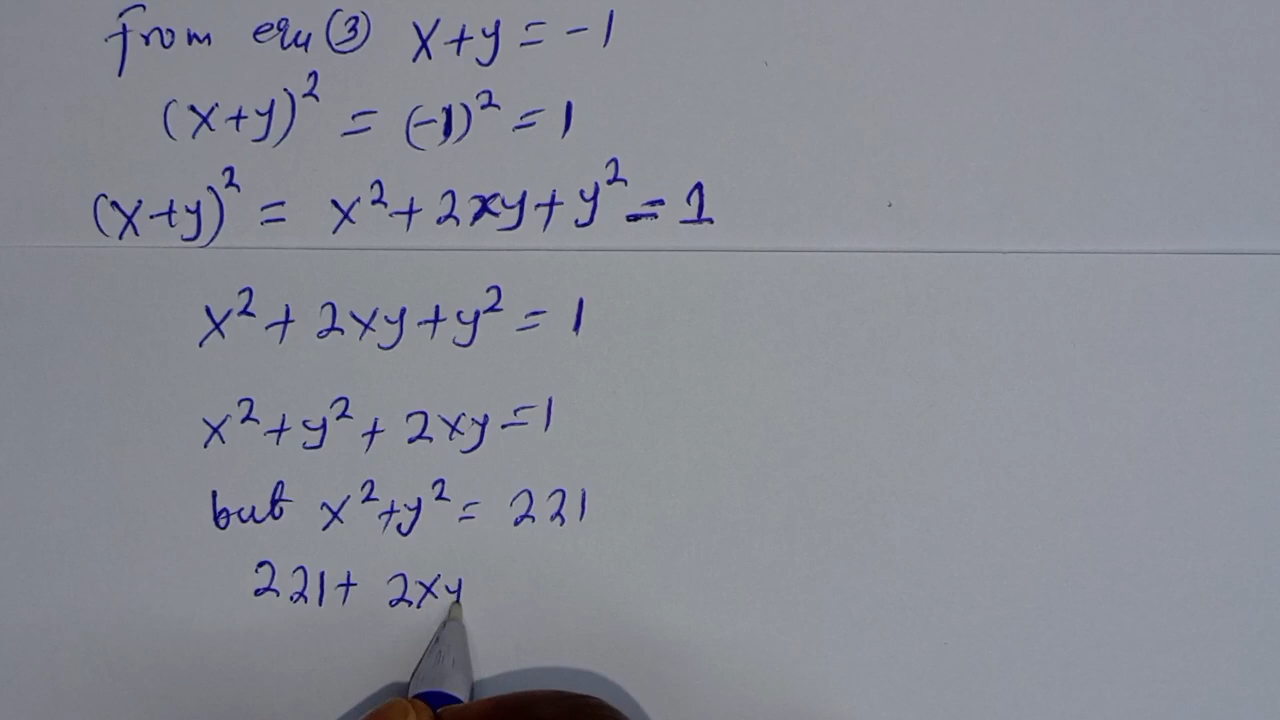 from eqn ③ x+y = -1
(x+y)² = (-1)² = 1
(x+y)² = x²+2xy+y² = 1
x²+2xy+y² = 1
x²+y²+2xy=1
but x²+y² = 221
221+ 2xy